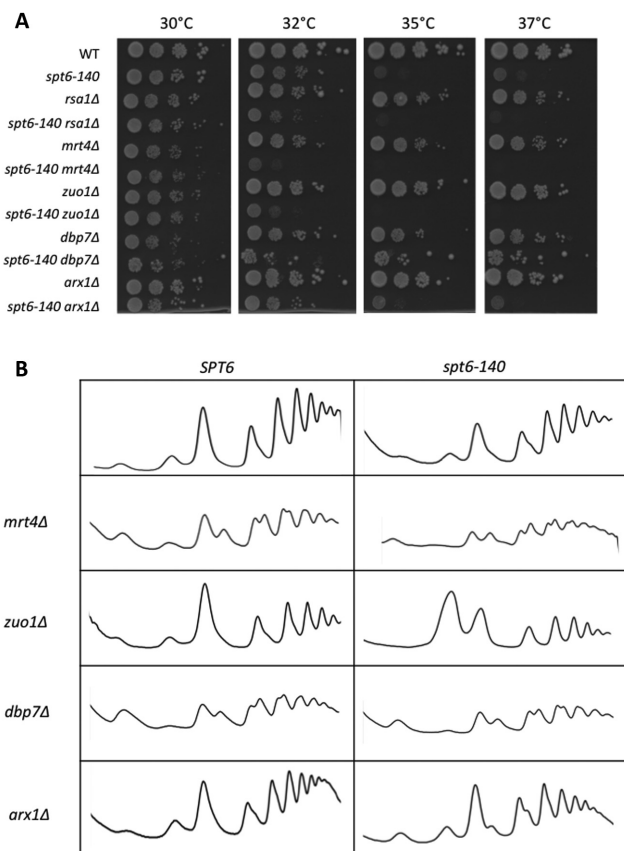 A
30°C 32°C 35°C 37°C
WT
spt6-140
rsa1Δ
spt6-140 rsa1Δ
mrt4Δ
spt6-140 mrt4Δ
zuo1Δ
spt6-140 zuo1Δ
dbp7Δ
spt6-140 dbp7Δ
arx1Δ
spt6-140 arx1Δ
B
SPT6 spt6-140
mrt4Δ
zuo1Δ
dbp7Δ
arx1Δ